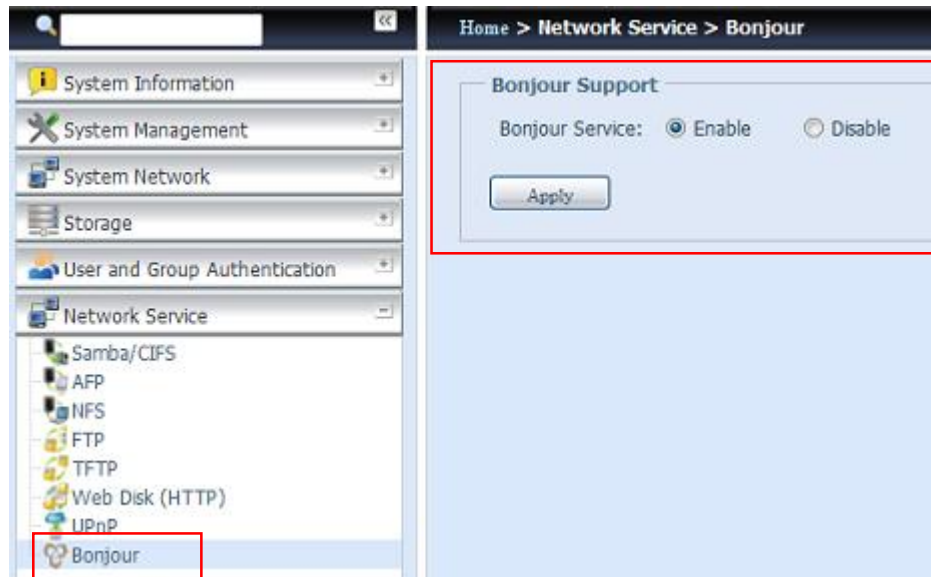 Home > Network Service > Bonjour
System Information
System Management
System Network
Storage
User and Group Authentication
Network Service
Samba/CIFS
AFP
NFS
FTP
TFTP
Web Disk (HTTP)
UPnP
Bonjour
Bonjour Support
Bonjour Service: Enable Disable
Apply